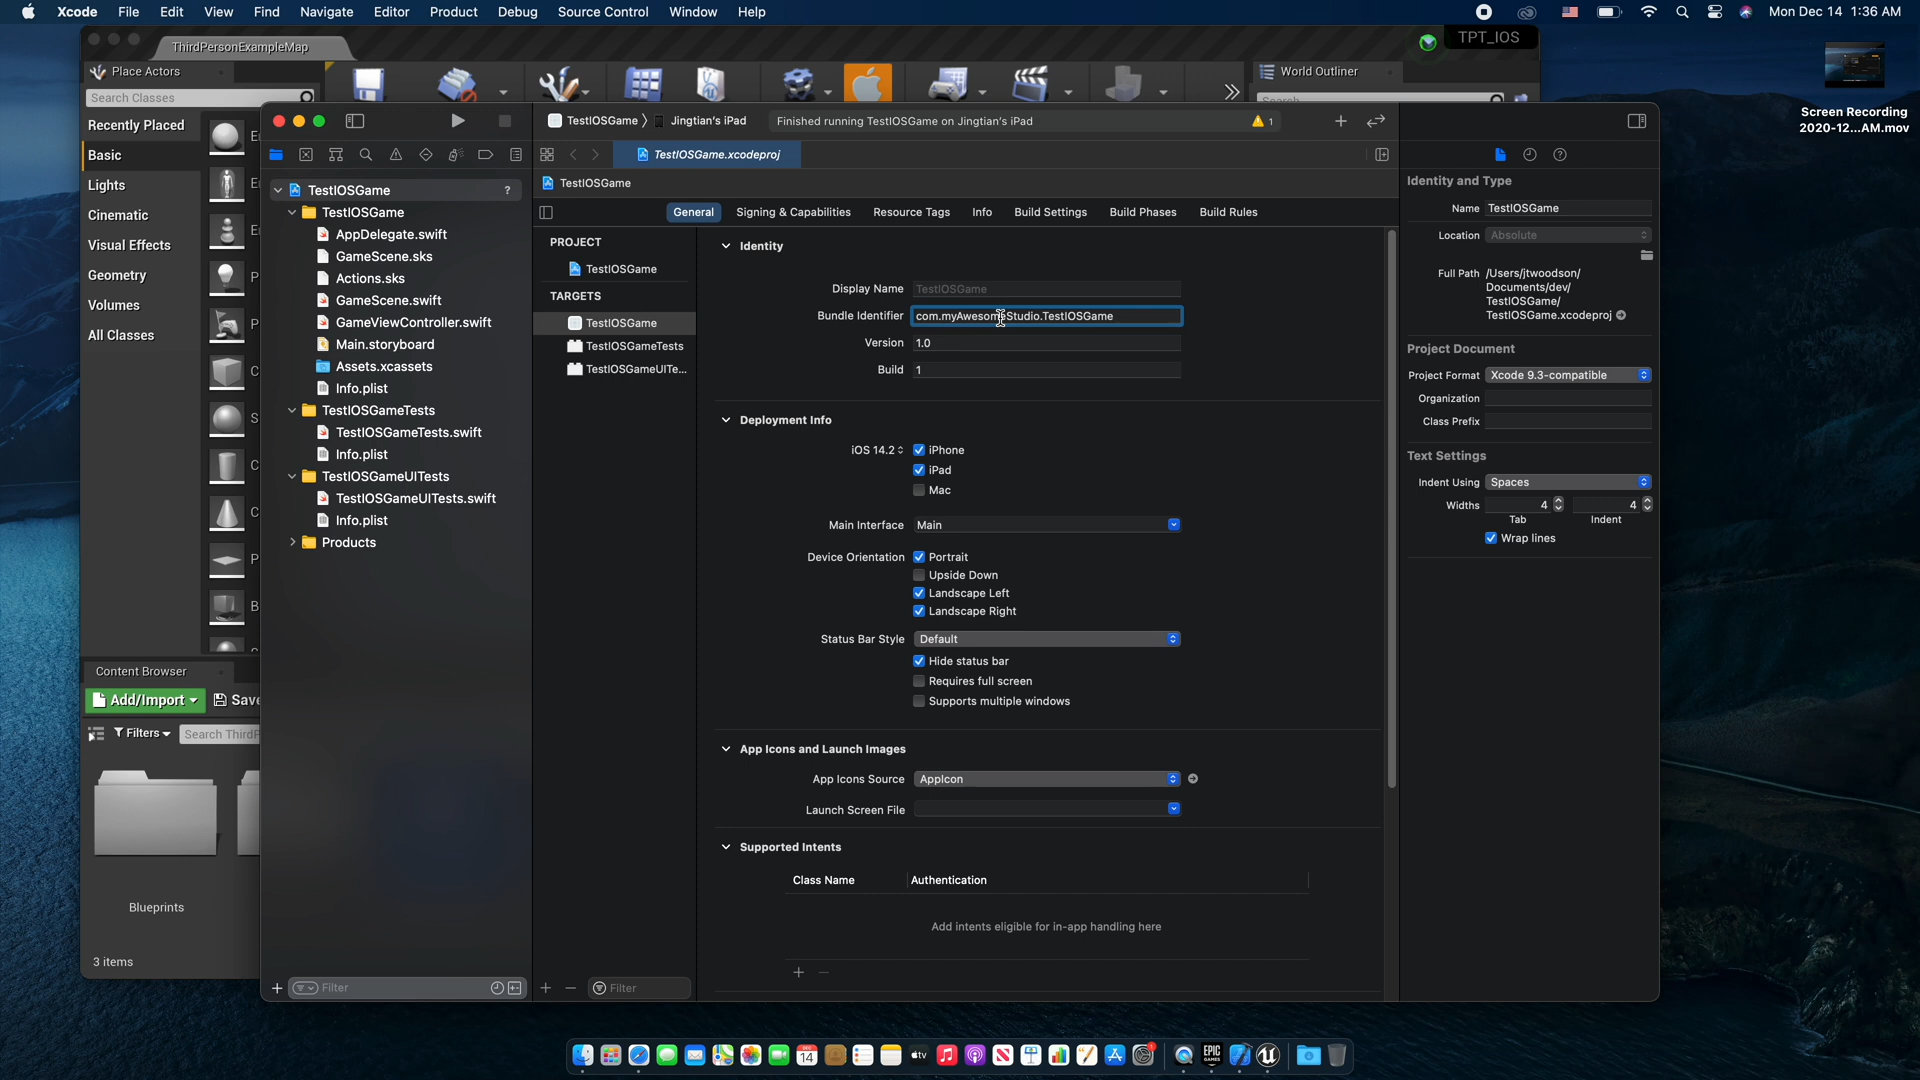 Xcode File Edit View Find Navigate Editor Product Debug Source Control Window Help
Mon Dec 14 1:36 AM
ThirdPersonExampleMap
TPT_IOS
Place Actors
World Outliner
Search Classes
Search
Screen Recording
2020-12...AM.mov
Recently Placed
Basic
Lights
Cinematic
Visual Effects
Geometry
Volumes
All Classes
Content Browser
Add/Import
Save
Filters
Search ThirdP
Blueprints
3 items
TestIOSGame
Jingtian's iPad
Finished running TestIOSGame on Jingtian's iPad
1
TestIOSGame.xcodeproj
TestIOSGame
TestIOSGame ?
TestIOSGame
AppDelegate.swift
GameScene.sks
Actions.sks
GameScene.swift
GameViewController.swift
Main.storyboard
Assets.xcassets
Info.plist
TestIOSGameTests
TestIOSGameTests.swift
Info.plist
TestIOSGameUITests
TestIOSGameUITests.swift
Info.plist
Products
Filter
General Signing & Capabilities Resource Tags Info Build Settings Build Phases Build Rules
PROJECT
TestIOSGame
TARGETS
TestIOSGame
TestIOSGameTests
TestIOSGameUITe...
Filter
Identity
Display Name TestIOSGame
Bundle Identifier com.myAwesomeStudio.TestIOSGame
Version 1.0
Build 1
Deployment Info
iOS 14.2 iPhone
iPad
Mac
Main Interface Main
Device Orientation Portrait
Upside Down
Landscape Left
Landscape Right
Status Bar Style Default
Hide status bar
Requires full screen
Supports multiple windows
App Icons and Launch Images
App Icons Source AppIcon
Launch Screen File
Supported Intents
Class Name Authentication
Add intents eligible for in-app handling here
Identity and Type
Name TestIOSGame
Location Absolute
Full Path /Users/jtwoodson/
Documents/dev/
TestIOSGame/
TestIOSGame.xcodeproj
Project Document
Project Format Xcode 9.3-compatible
Organization
Class Prefix
Text Settings
Indent Using Spaces
Widths 4 4
Tab Indent
Wrap lines